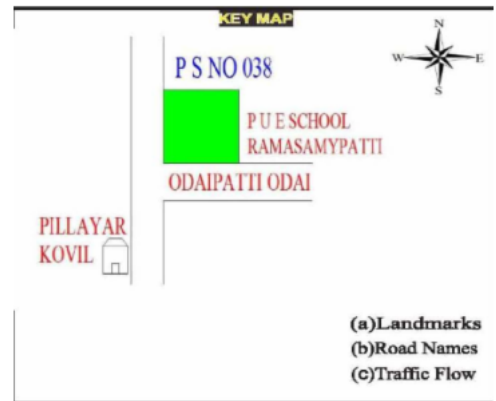 KEY MAP
N
W E
S
P S NO 038
P U E SCHOOL
RAMASAMYPATTI
ODAIPATTI ODAI
PILLAYAR
KOVIL
(a)Landmarks
(b)Road Names
(c)Traffic Flow